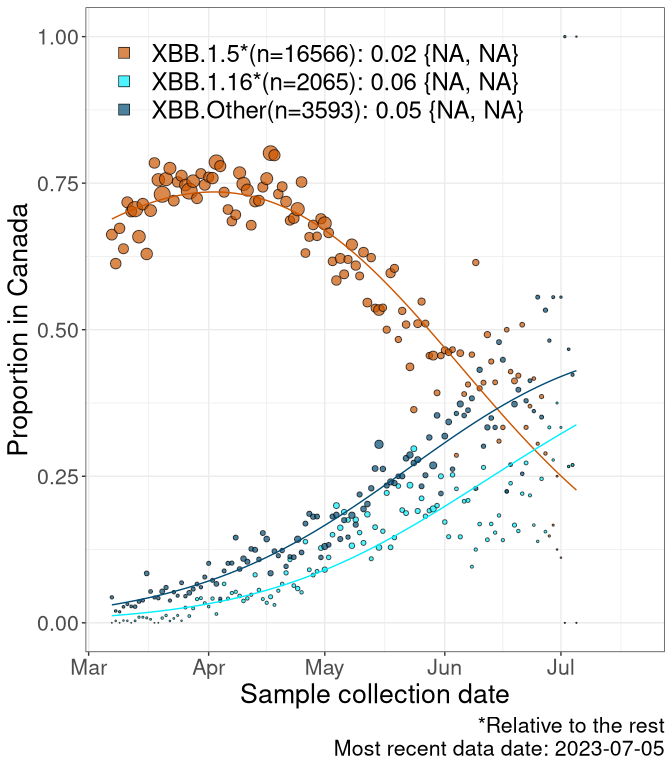 1.00
0.75
0.50
0.25
0.00
Proportion in Canada
XBB.1.5*(n=16566): 0.02 {NA, NA}
XBB.1.16*(n=2065): 0.06 {NA, NA}
XBB.Other(n=3593): 0.05 {NA, NA}
Mar Apr May Jun Jul
Sample collection date
*Relative to the rest
Most recent data date: 2023-07-05